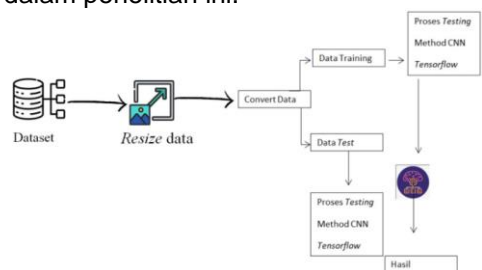 dalam penelitian ini.
Dataset
Resize data
Convert Data
Data Training
Proses Testing
Method CNN
Tensorflow
Data Test
Proses Testing
Method CNN
Tensorflow
Hasil